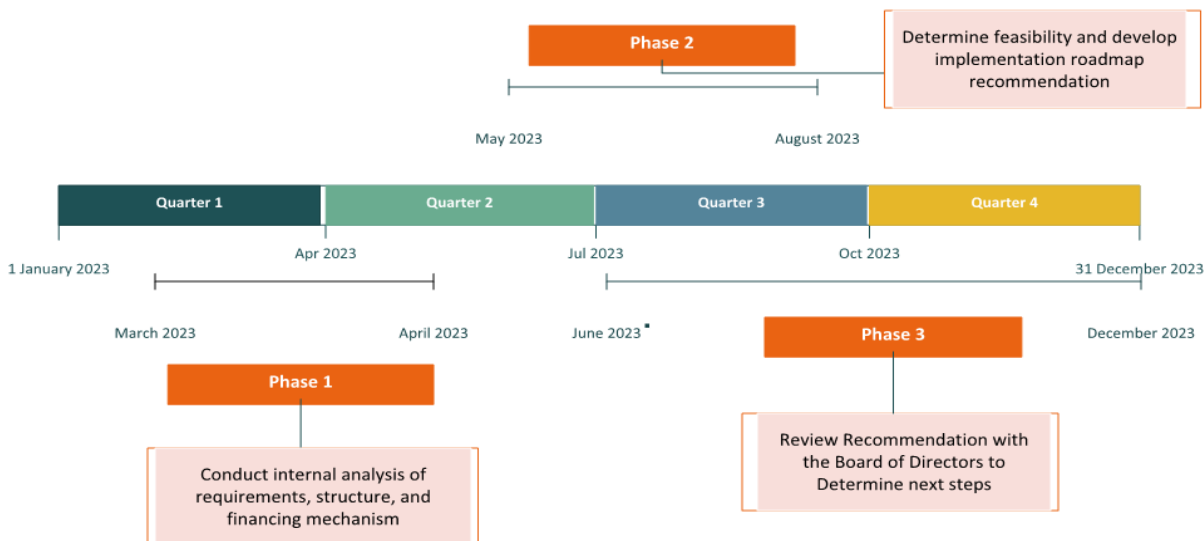 Phase 2
Determine feasibility and develop
implementation roadmap
recommendation
May 2023
August 2023
Quarter 1
Quarter 2
Quarter 3
Quarter 4
1 January 2023
Apr 2023
Jul 2023
Oct 2023
31 December 2023
March 2023
April 2023
June 2023
December 2023
Phase 1
Phase 3
Conduct internal analysis of
requirements, structure, and
financing mechanism
Review Recommendation with
the Board of Directors to
Determine next steps